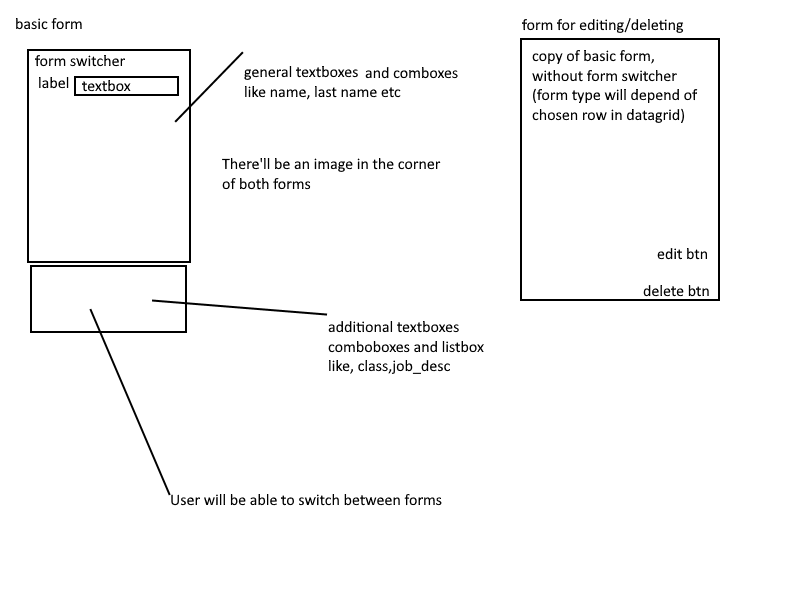 basic form
form switcher
label
textbox
general textboxes and comboxes
like name, last name etc
There'll be an image in the corner
of both forms
additional textboxes
comboboxes and listbox
like, class,job_desc
User will be able to switch between forms
form for editing/deleting
copy of basic form,
without form switcher
(form type will depend of
chosen row in datagrid)
edit btn
delete btn